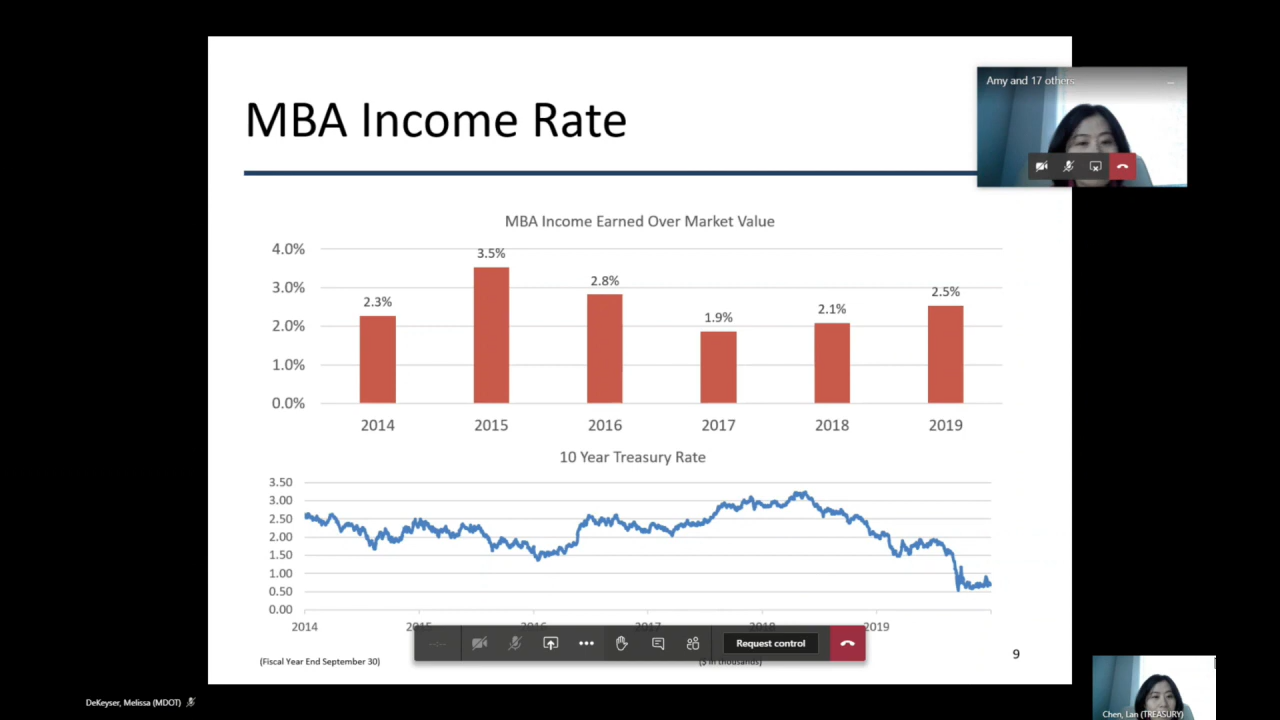 Amy and 17 others
MBA Income Rate
MBA Income Earned Over Market Value
4.0%
3.0%
2.0%
1.0%
0.0%
2.3%
3.5%
2.8%
1.9%
2.1%
2.5%
2014 2015 2016 2017 2018 2019
10 Year Treasury Rate
3.50
3.00
2.50
2.00
1.50
1.00
0.50
0.00
2014 2015 2016 2017 2018 2019
Request control
(Fiscal Year End September 30)
($ in thousands)
9
DeKeyser, Melissa (MDOT)
Chen, Lan (TREASURY)